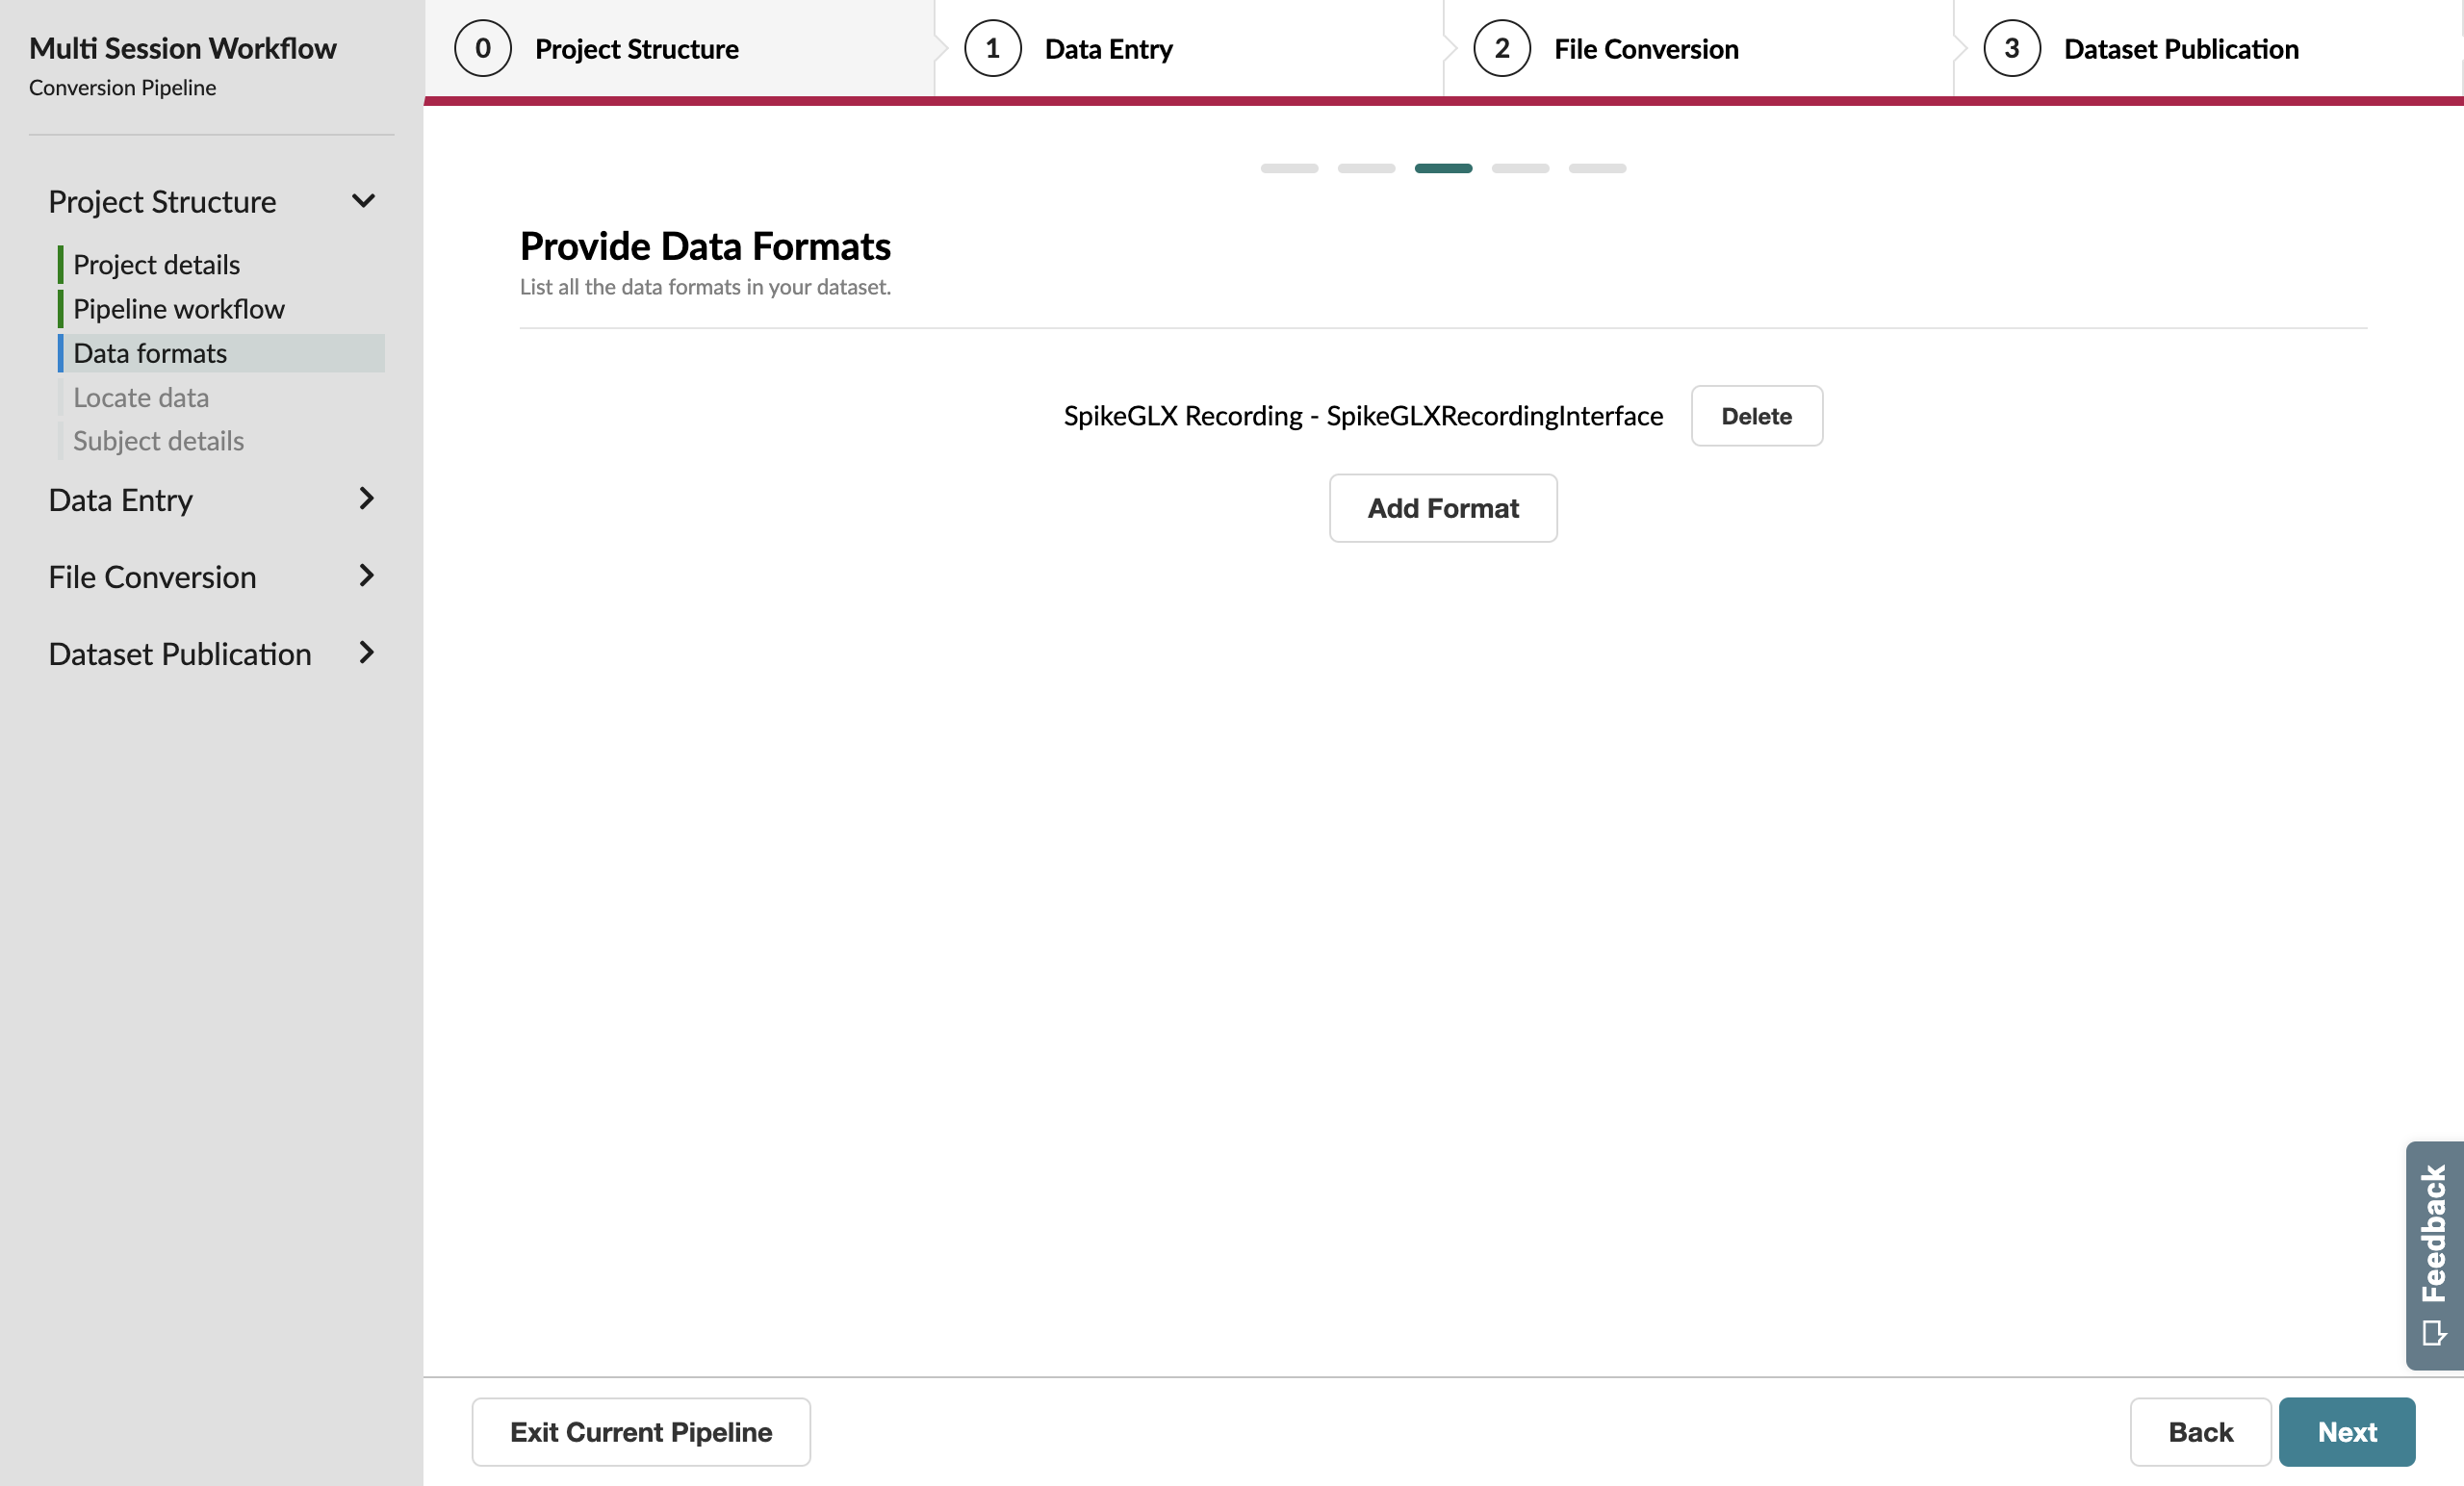 Multi Session Workflow
Conversion Pipeline
Project Structure
Project details
Pipeline workflow
Data formats
Locate data
Subject details
Data Entry
File Conversion
Dataset Publication
0 Project Structure
1 Data Entry
2 File Conversion
3 Dataset Publication
Provide Data Formats
List all the data formats in your dataset.
SpikeGLX Recording - SpikeGLXRecordingInterface Delete
Add Format
Feedback
Exit Current Pipeline Back Next